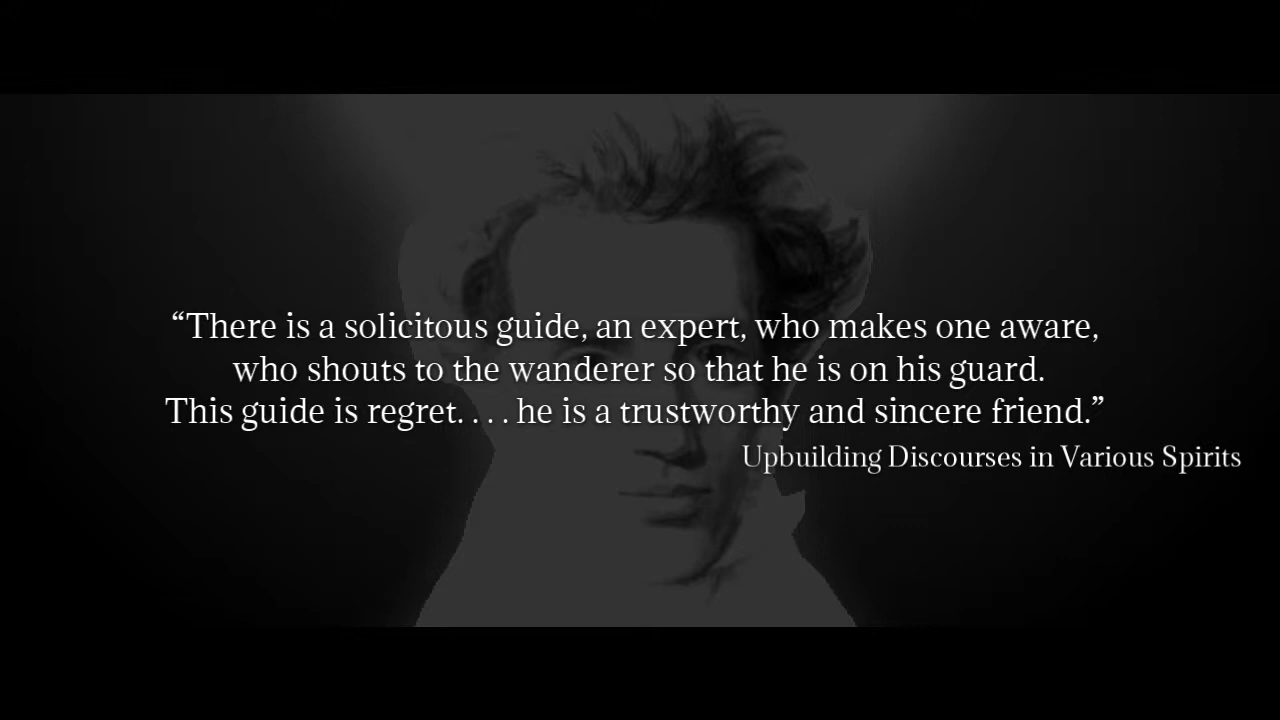 “There is a solicitous guide, an expert, who makes one aware,
who shouts to the wanderer so that he is on his guard.
This guide is regret. . . . he is a trustworthy and sincere friend.”
Upbuilding Discourses in Various Spirits